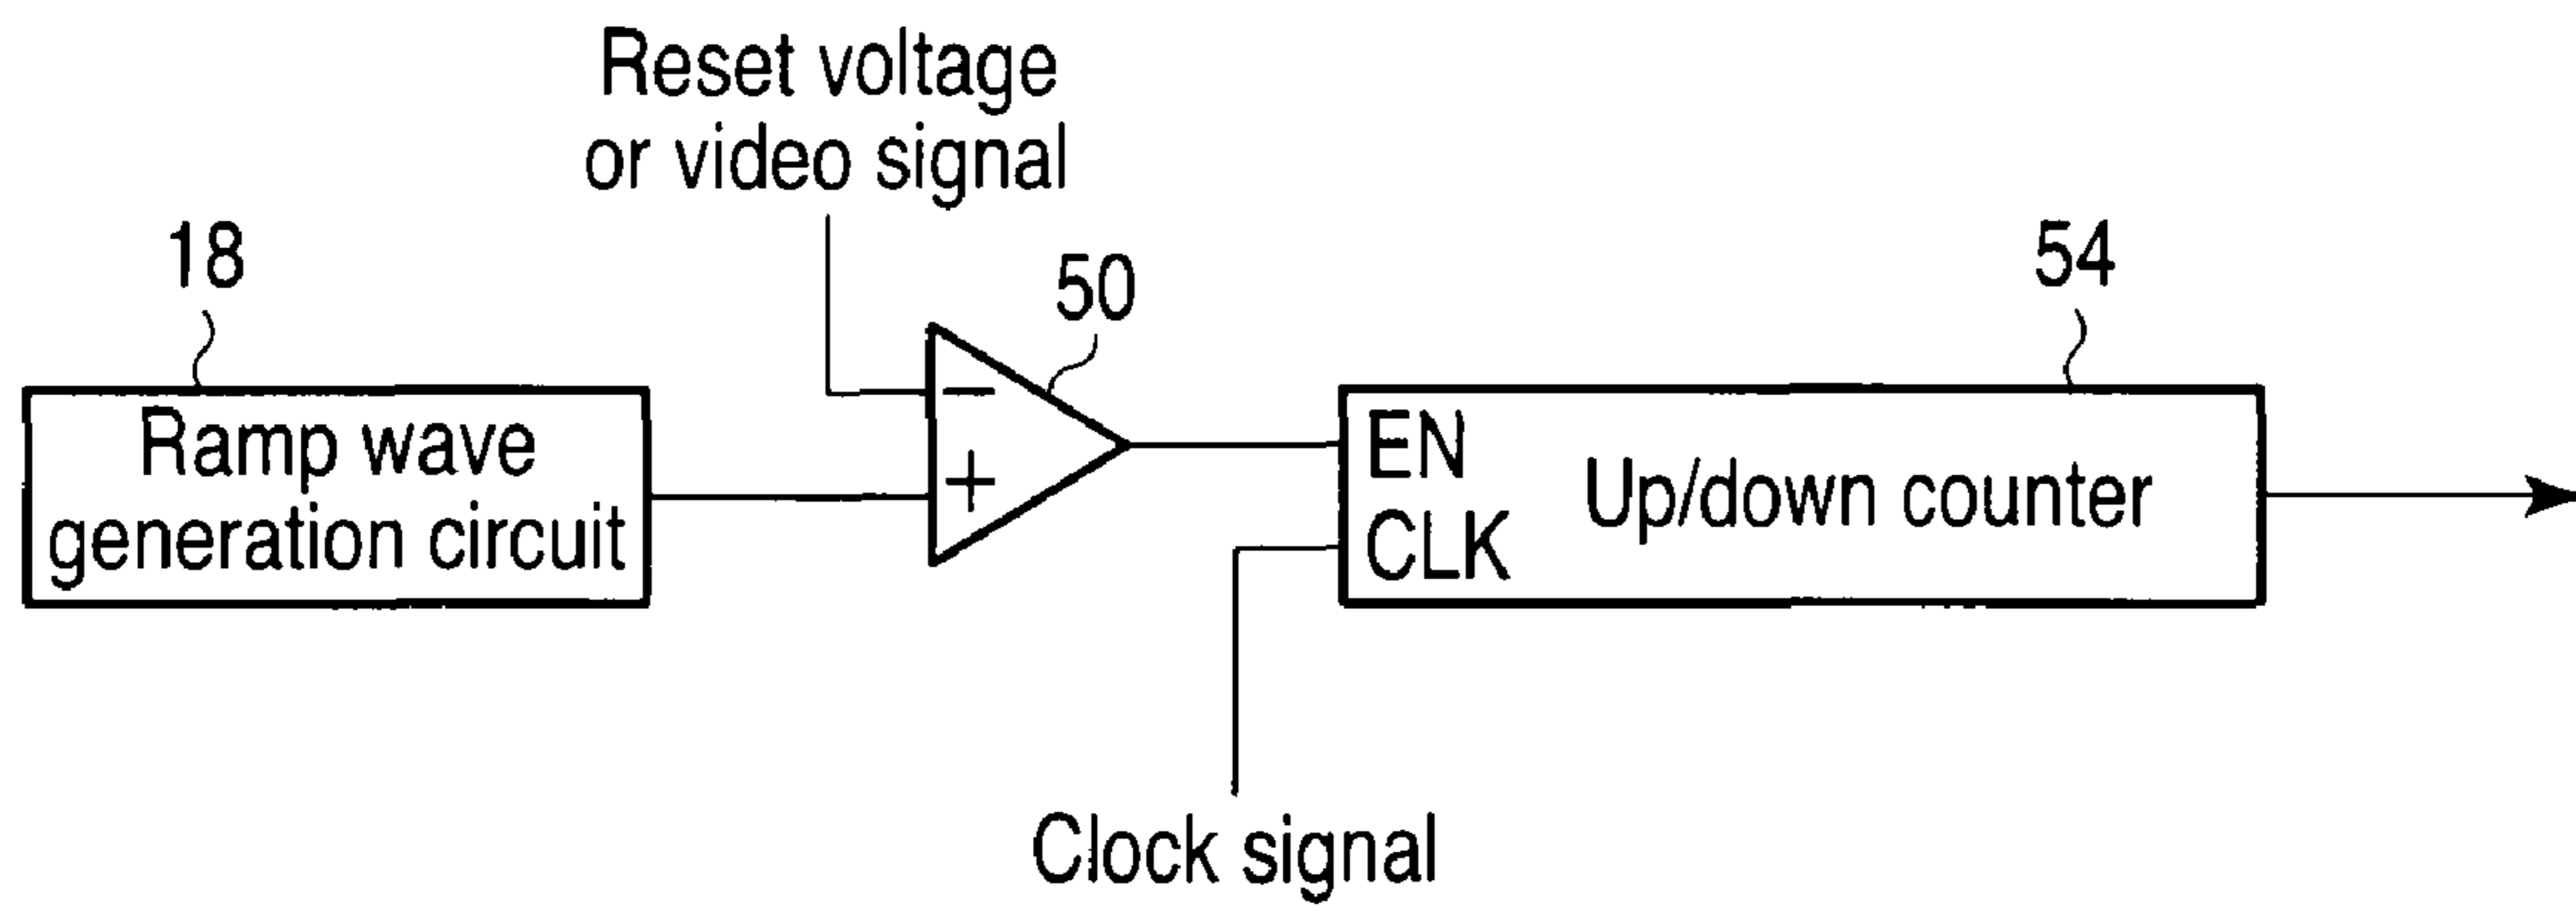 Reset voltage
or video signal
18
50
54
Ramp wave
generation circuit
−
+
EN
CLK
Up/down counter
Clock signal